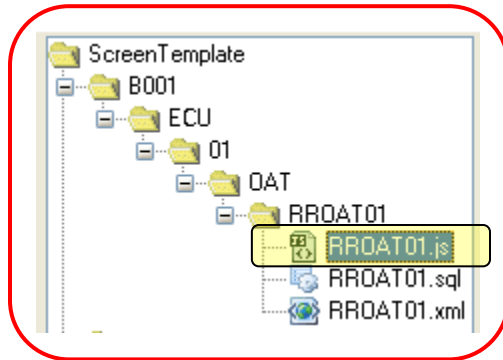 ScreenTemplate
B001
ECU
01
OAT
RROAT01
RROAT01.js
RROAT01.sql
RROAT01.xml